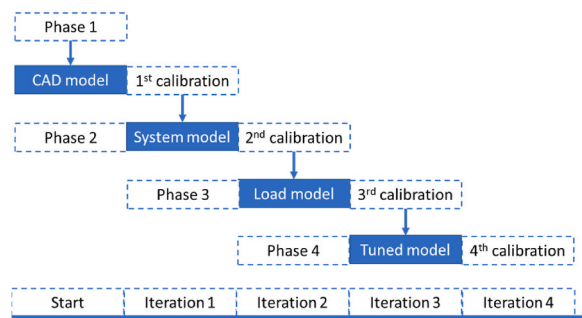 Phase 1
CAD model 1st calibration
Phase 2 System model 2nd calibration
Phase 3 Load model 3rd calibration
Phase 4 Tuned model 4th calibration
Start Iteration 1 Iteration 2 Iteration 3 Iteration 4